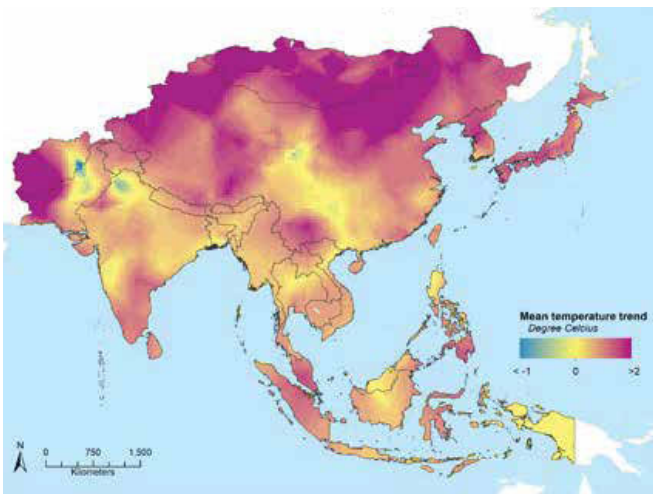 Mean temperature trend
Degree Celcius
< -1 0 >2
N
0 750 1,500
Kilometers